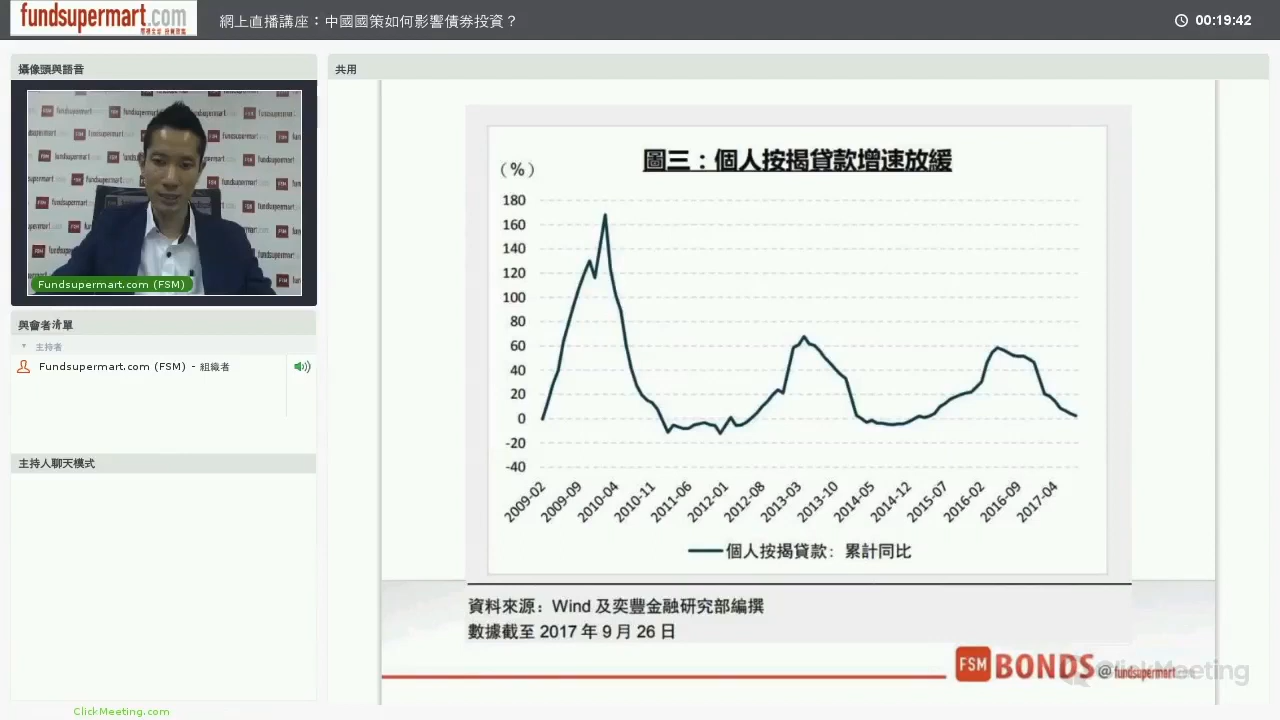 fundsupermart.com
網上直播講座：中國國策如何影響債券投資？
00:19:42
攝像頭與語音
Fundsupermart.com (FSM)
與會者清單
主持者
Fundsupermart.com (FSM) - 組織者
主持人聊天模式
ClickMeeting.com
共用
圖三：個人按揭貸款增速放緩
(%)
180
160
140
120
100
80
60
40
20
0
-20
-40
2009-02
2009-09
2010-04
2010-11
2011-06
2012-01
2012-08
2013-03
2013-10
2014-05
2014-12
2015-07
2016-02
2016-09
2017-04
個人按揭貸款：累計同比
資料來源：Wind 及奕豐金融研究部編撰
數據截至 2017 年 9 月 26 日
FSM BONDS @fundsupermart.com
ClickMeeting